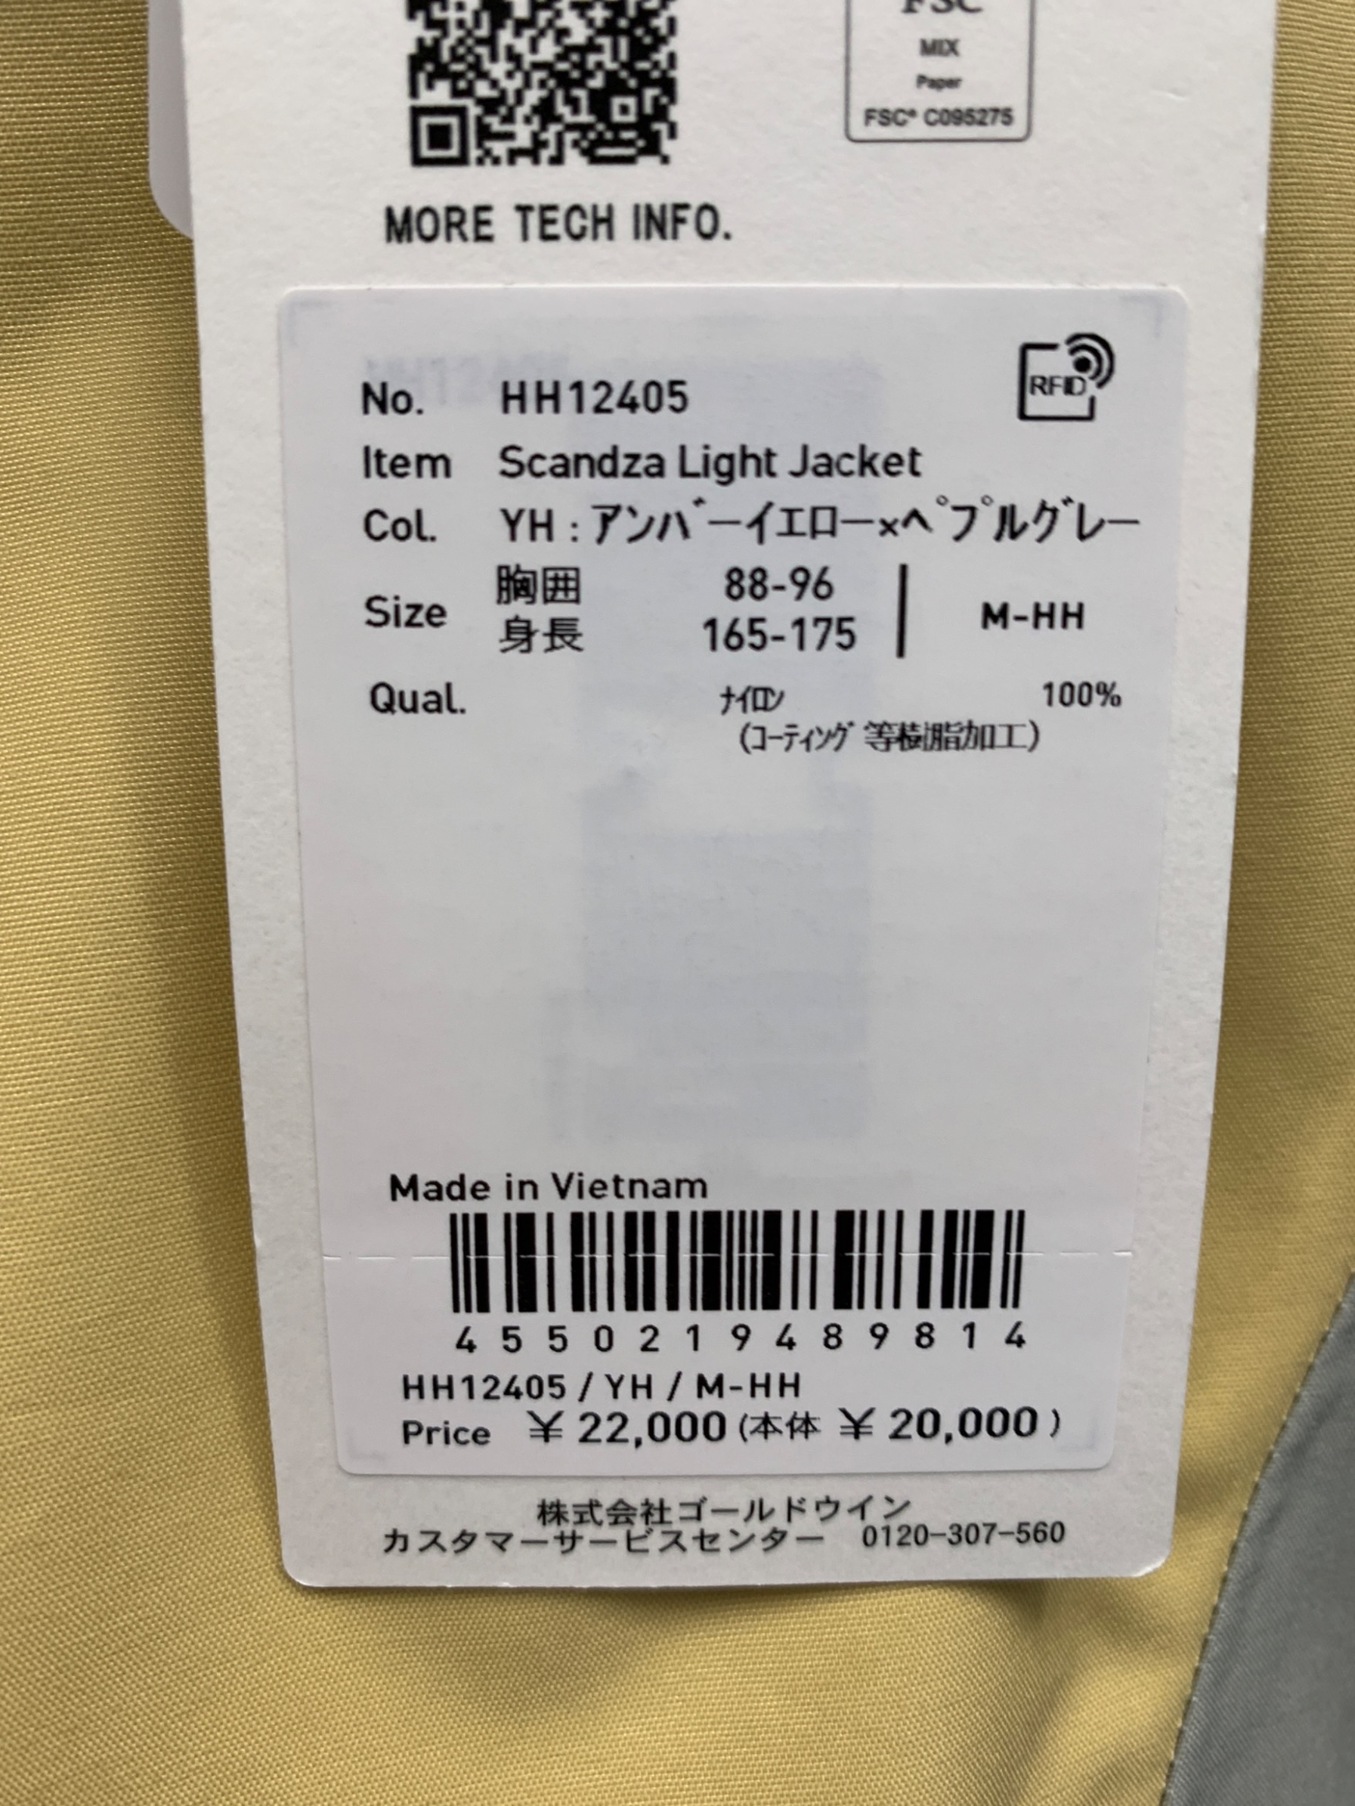 FSC
MIX
Paper
FSC® C095275
MORE TECH INFO.
No. HH12405
RFID
Item Scandza Light Jacket
Col. YH : アンバーイエロー×ペプルグレー
Size 胸囲 88-96 M-HH
身長 165-175
Qual. ﾅｲﾛﾝ 100%
(ｺｰﾃｨﾝｸﾞ 等樹脂加工)
Made in Vietnam
4550219489814
HH12405 / YH / M-HH
Price ¥ 22,000 (本体 ¥ 20,000 )
株式会社ゴールドウイン
カスタマーサービスセンター 0120-307-560